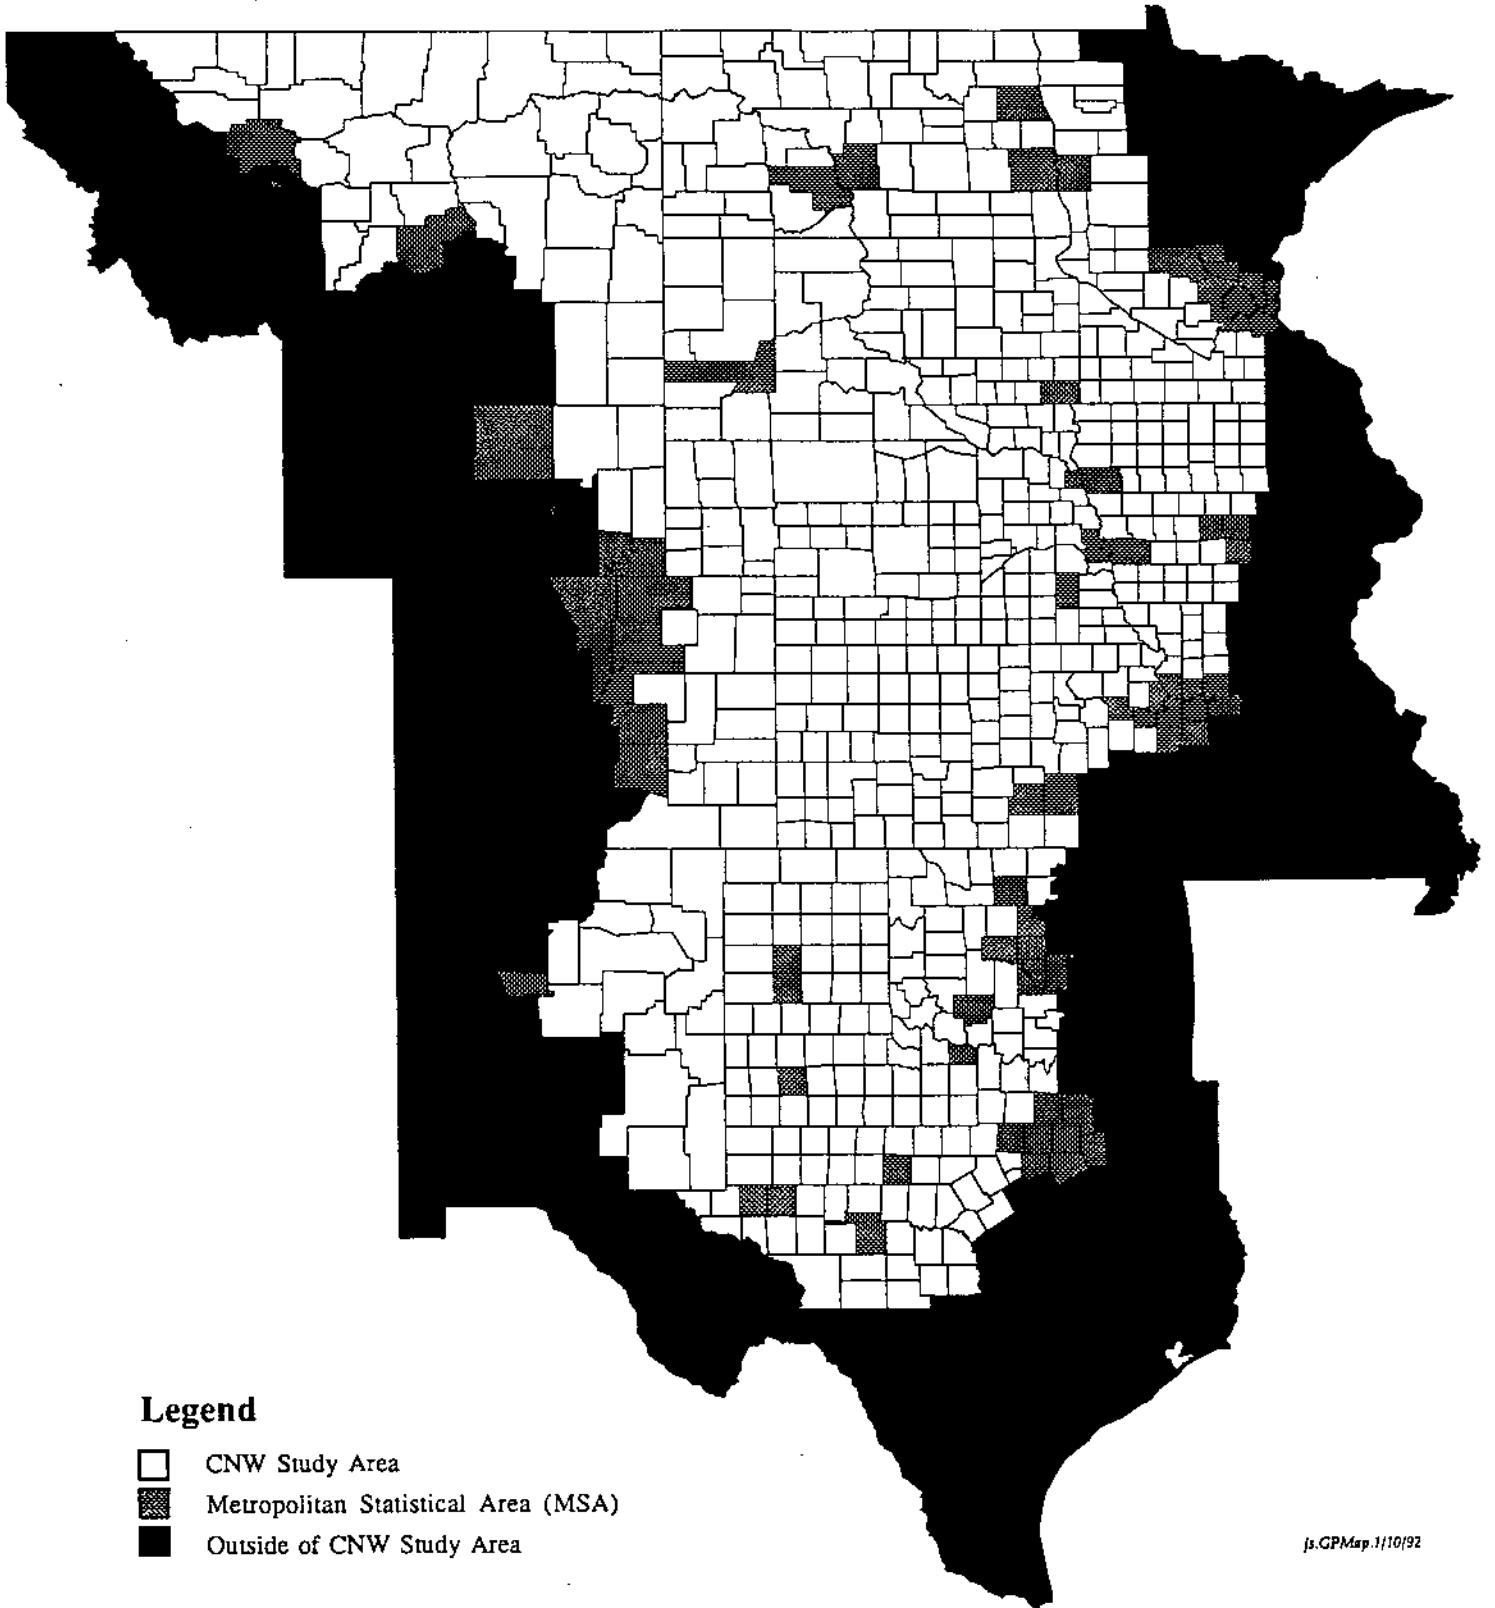 Legend
CNW Study Area
Metropolitan Statistical Area (MSA)
Outside of CNW Study Area
js.GPMap.1/10/92